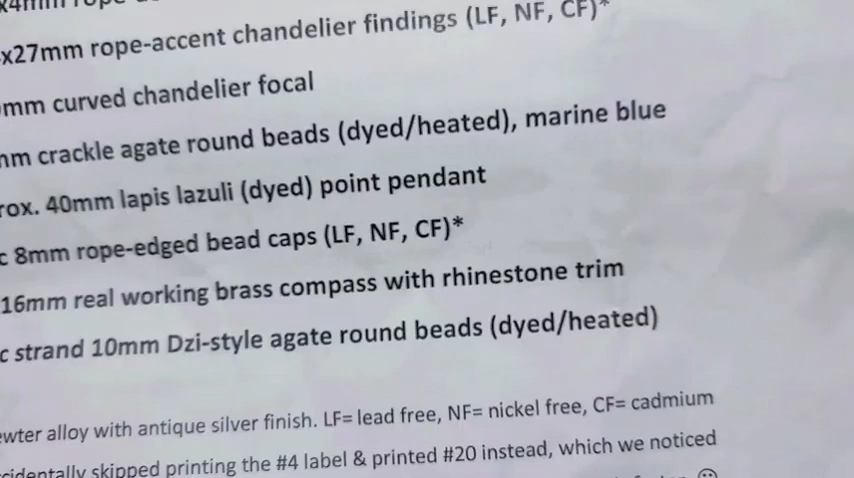 x27mm rope-accent chandelier findings (LF, NF, CF)*
mm curved chandelier focal
crackle agate round beads (dyed/heated), marine blue
rox. 40mm lapis lazuli (dyed) point pendant
c 8mm rope-edged bead caps (LF, NF, CF)*
16mm real working brass compass with rhinestone trim
c strand 10mm Dzi-style agate round beads (dyed/heated)
ewter alloy with antique silver finish. LF= lead free, NF= nickel free, CF= cadmium
cidentally skipped printing the #4 label & printed #20 instead, which we noticed